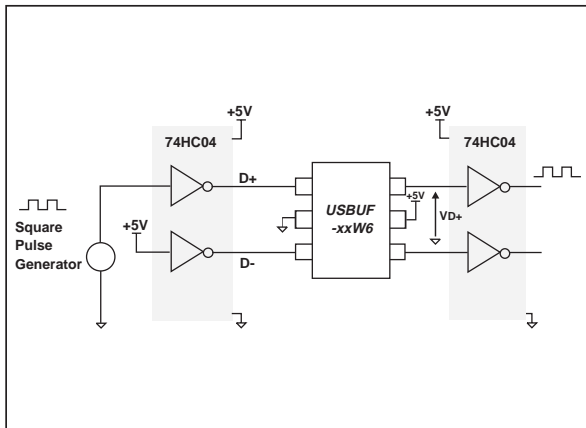 +5V
+5V
74HC04
74HC04
D+
Square
Pulse
Generator
+5V
USBUF
-xxW6
+5V
VD+
D-